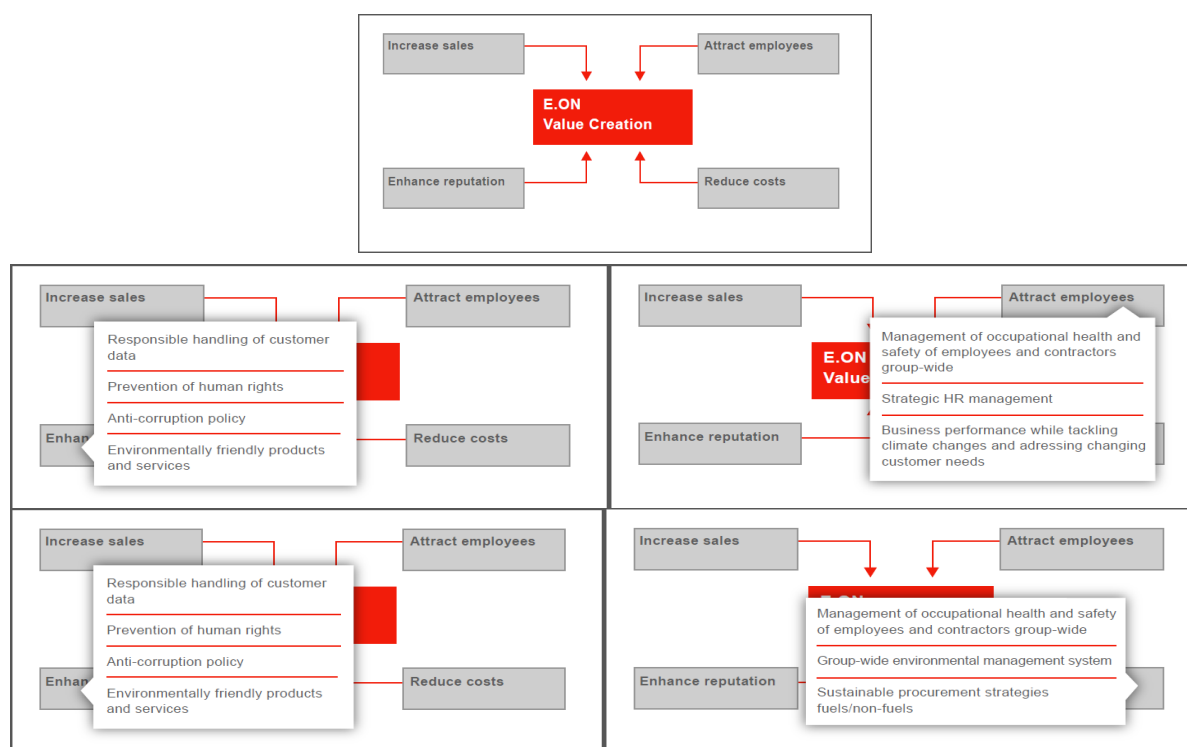 Increase sales
Attract employees
E.ON
Value Creation
Enhance reputation
Reduce costs
Increase sales
Attract employees
Responsible handling of customer
data
Prevention of human rights
Anti-corruption policy
Environmentally friendly products
and services
Enhan
Reduce costs
Increase sales
Attract employees
E.ON
Value
Management of occupational health and
safety of employees and contractors
group-wide
Strategic HR management
Business performance while tackling
climate changes and adressing changing
customer needs
Enhance reputation
Increase sales
Attract employees
Responsible handling of customer
data
Prevention of human rights
Anti-corruption policy
Environmentally friendly products
and services
Enhan
Reduce costs
Increase sales
Attract employees
E.ON
Management of occupational health and safety
of employees and contractors group-wide
Group-wide environmental management system
Sustainable procurement strategies
fuels/non-fuels
Enhance reputation